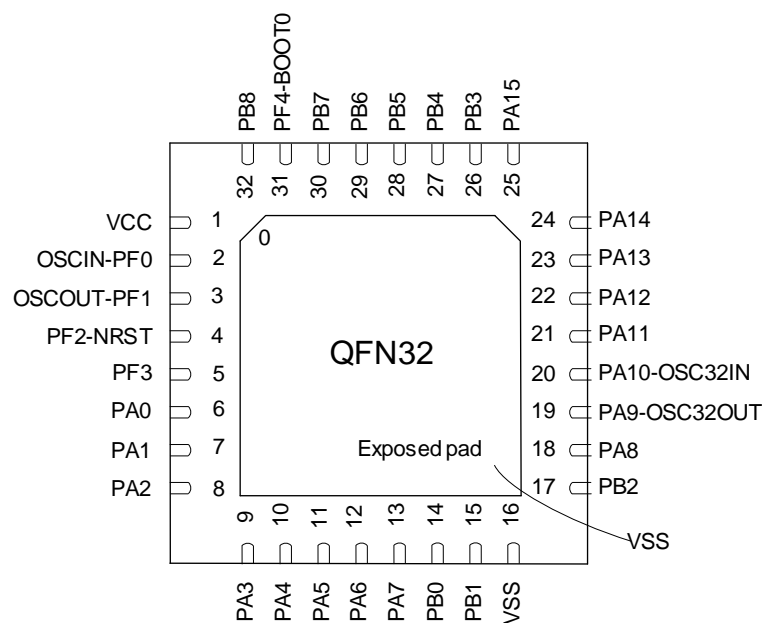 PB8
PF4-BOOT0
PB7
PB6
PB5
PB4
PB3
PA15
32
31
30
29
28
27
26
25
VCC 1
OSCIN-PF0 2
OSCOUT-PF1 3
PF2-NRST 4
PF3 5
PA0 6
PA1 7
PA2 8
0
QFN32
Exposed pad
24 PA14
23 PA13
22 PA12
21 PA11
20 PA10-OSC32IN
19 PA9-OSC32OUT
18 PA8
17 PB2
VSS
9
10
11
12
13
14
15
16
PA3
PA4
PA5
PA6
PA7
PB0
PB1
VSS